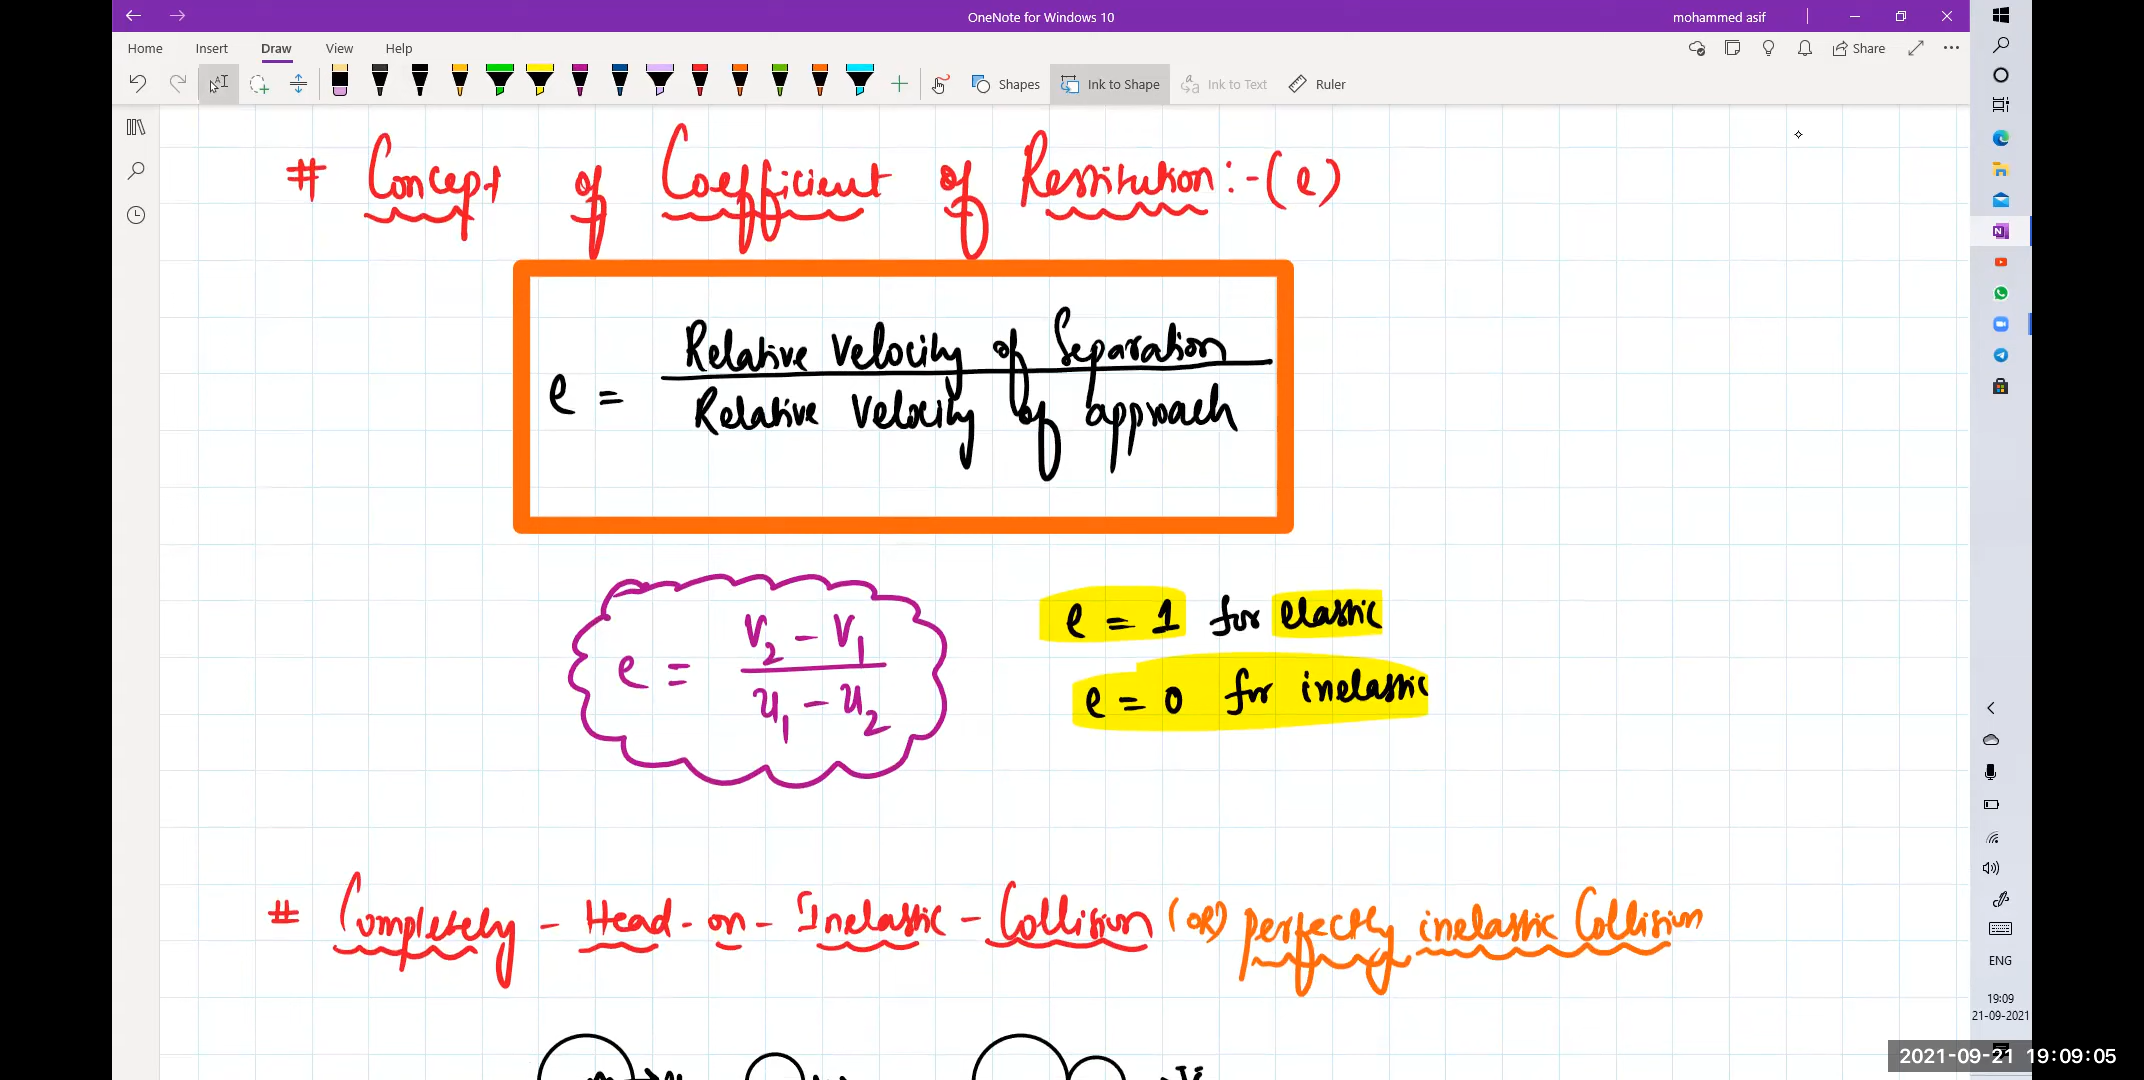 OneNote for Windows 10
mohammed asif
Home Insert Draw View Help
Share
Shapes Ink to Shape Ink to Text Ruler
# Concept of Coefficient of Restitution:-(e)
e = Relative Velocity of Separation
Relative Velocity of approach
e = V2 - V1
u1 - u2
e = 1 for elastic
e = 0 for inelastic
# Completely - Head - on - Inelastic - Collision (OR) perfectly inelastic Collision
ENG
19:09
21-09-2021
2021-09-21 19:09:05